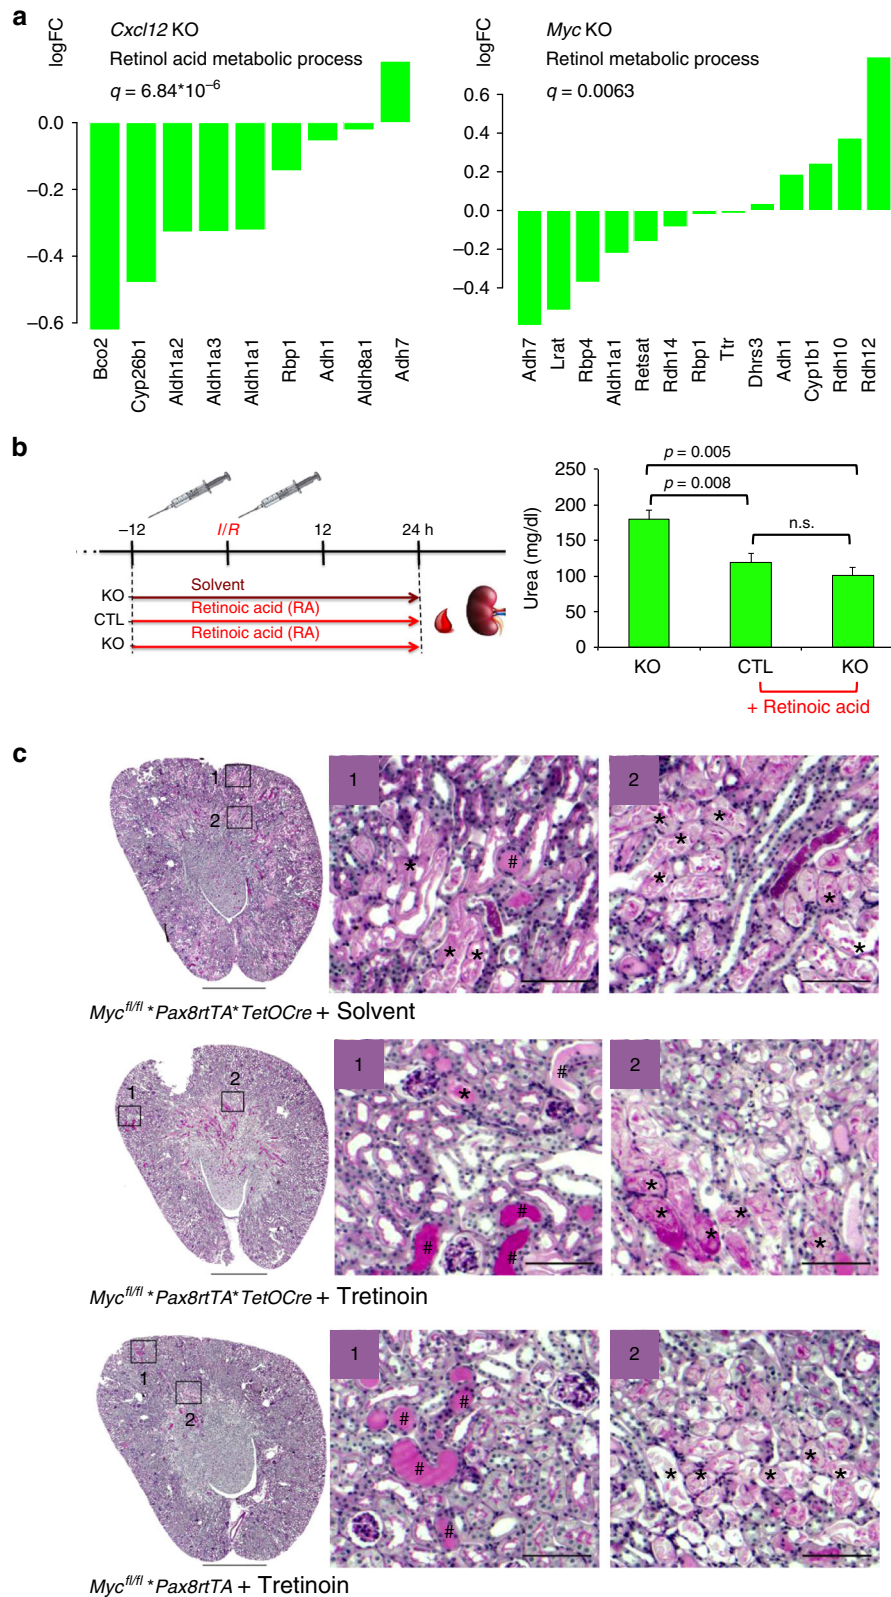 a
Cxcl12 KO
Retinol acid metabolic process
q = 6.84*10⁻⁶
logFC
0.0
−0.2
−0.4
−0.6
Bco2
Cyp26b1
Aldh1a2
Aldh1a3
Aldh1a1
Rbp1
Adh1
Aldh8a1
Adh7
Myc KO
Retinol metabolic process
q = 0.0063
logFC
0.6
0.4
0.2
0.0
−0.2
−0.4
Adh7
Lrat
Rbp4
Aldh1a1
Retsat
Rdh14
Rbp1
Ttr
Dhrs3
Adh1
Cyp1b1
Rdh10
Rdh12
b
−12 I/R 12 24 h
Solvent
KO
Retinoic acid (RA)
CTL
Retinoic acid (RA)
KO
Urea (mg/dl)
250
200
150
100
50
0
p = 0.005
p = 0.008
n.s.
KO CTL KO
+ Retinoic acid
c
1
2
1
* # * *
2
* * * * * *
Myc^fl/fl *Pax8rtTA*TetOCre + Solvent
1
2
1
# * # # #
2
* * * * *
Myc^fl/fl *Pax8rtTA*TetOCre + Tretinoin
1
2
1
# # # #
2
* * * * *
Myc^fl/fl *Pax8rtTA + Tretinoin